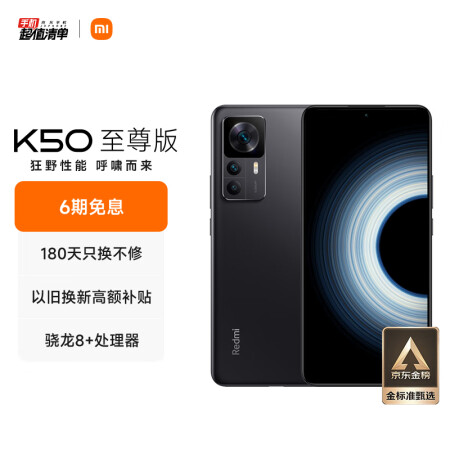 手机
超值清单
mi
K50 至尊版
狂野性能 呼啸而来
6期免息
180天只换不修
以旧换新高额补贴
骁龙8+处理器
Redmi
京东金榜
金标准甄选